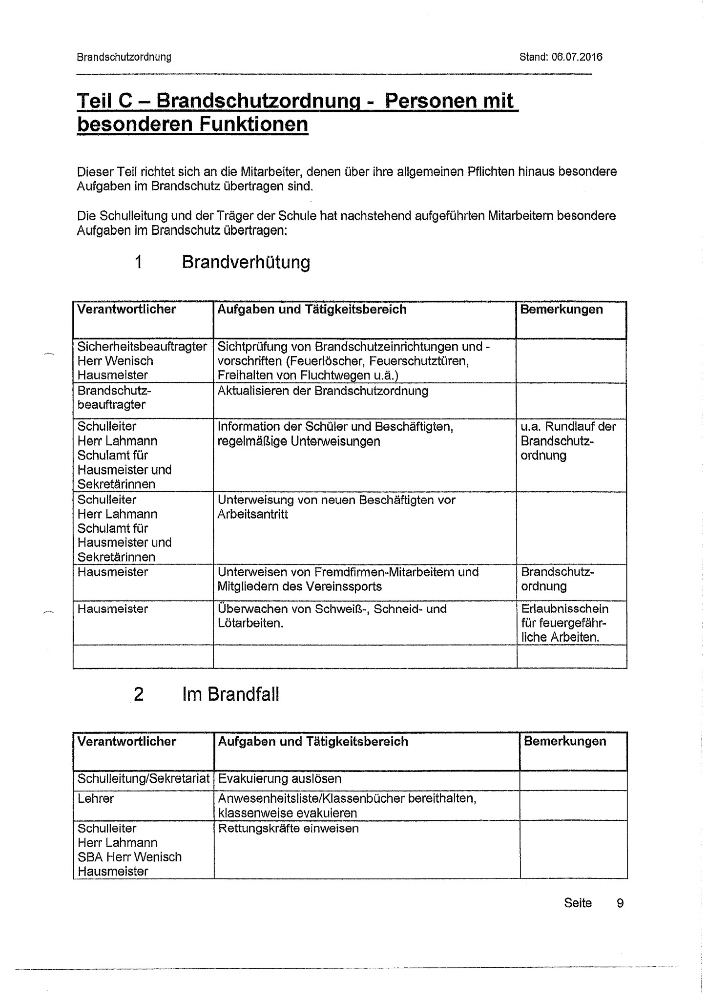 Brandschutzordnung Stand: 06.07.2016
Teil C – Brandschutzordnung - Personen mit
besonderen Funktionen
Dieser Teil richtet sich an die Mitarbeiter, denen über ihre allgemeinen Pflichten hinaus besondere
Aufgaben im Brandschutz übertragen sind.
Die Schulleitung und der Träger der Schule hat nachstehend aufgeführten Mitarbeitern besondere
Aufgaben im Brandschutz übertragen:
1 Brandverhütung
Verantwortlicher Aufgaben und Tätigkeitsbereich Bemerkungen
Sicherheitsbeauftragter Sichtprüfung von Brandschutzeinrichtungen und -
Herr Wenisch vorschriften (Feuerlöscher, Feuerschutztüren,
Hausmeister Freihalten von Fluchtwegen u.ä.)
Brandschutz- Aktualisieren der Brandschutzordnung
beauftragter
Schulleiter Information der Schüler und Beschäftigten, u.a. Rundlauf der
Herr Lahmann regelmäßige Unterweisungen Brandschutz-
Schulamt für ordnung
Hausmeister und
Sekretärinnen
Schulleiter Unterweisung von neuen Beschäftigten vor
Herr Lahmann Arbeitsantritt
Schulamt für
Hausmeister und
Sekretärinnen
Hausmeister Unterweisen von Fremdfirmen-Mitarbeitern und Brandschutz-
Mitgliedern des Vereinssports ordnung
Hausmeister Überwachen von Schweiß-, Schneid- und Erlaubnisschein
Lötarbeiten. für feuergefähr-
liche Arbeiten.
2 Im Brandfall
Verantwortlicher Aufgaben und Tätigkeitsbereich Bemerkungen
Schulleitung/Sekretariat Evakuierung auslösen
Lehrer Anwesenheitsliste/Klassenbücher bereithalten,
klassenweise evakuieren
Schulleiter Rettungskräfte einweisen
Herr Lahmann
SBA Herr Wenisch
Hausmeister
Seite 9